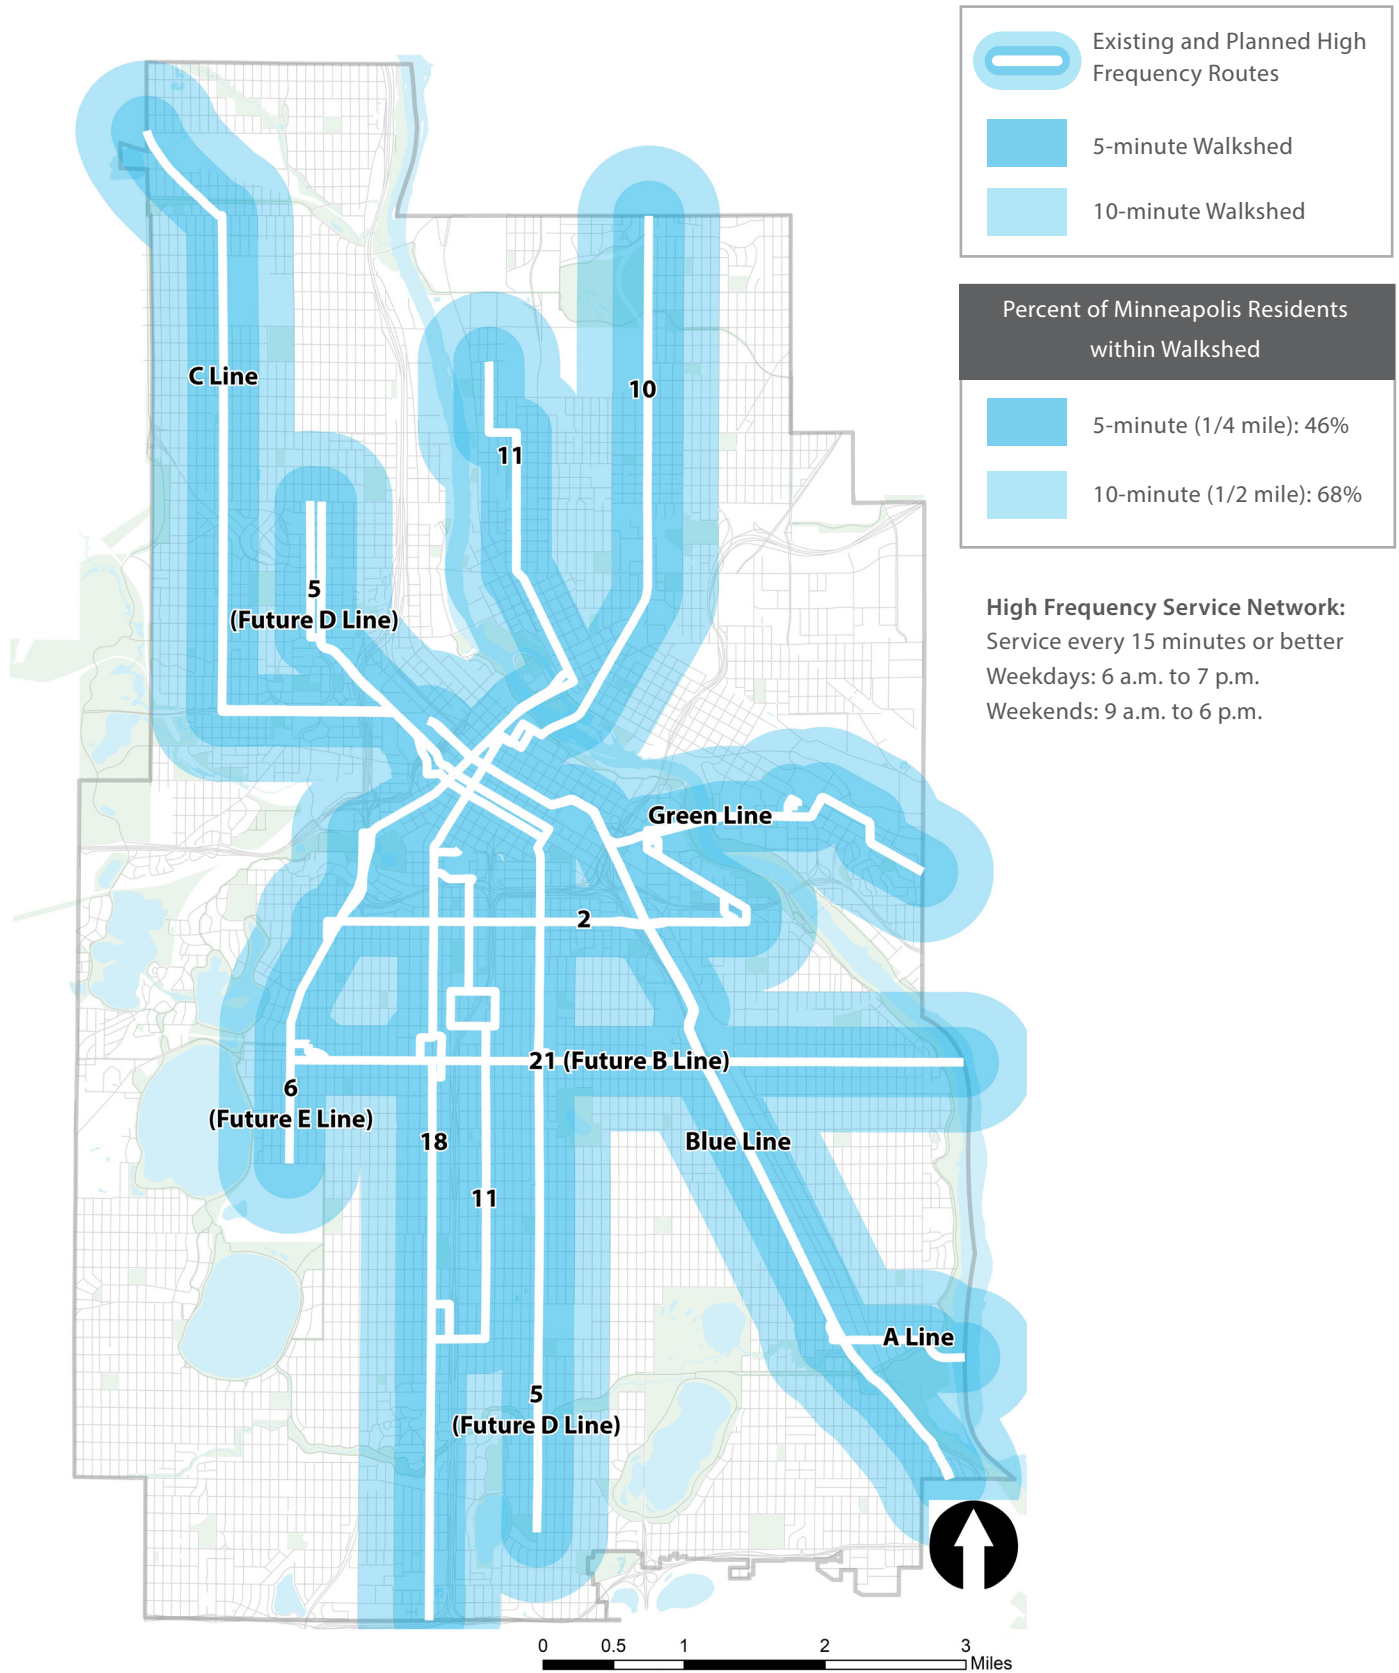 Existing and Planned High
Frequency Routes
5-minute Walkshed
10-minute Walkshed
Percent of Minneapolis Residents
within Walkshed
5-minute (1/4 mile): 46%
10-minute (1/2 mile): 68%
High Frequency Service Network:
Service every 15 minutes or better
Weekdays: 6 a.m. to 7 p.m.
Weekends: 9 a.m. to 6 p.m.
C Line
10
11
5
(Future D Line)
Green Line
2
21 (Future B Line)
6
(Future E Line)
18
Blue Line
11
A Line
5
(Future D Line)
0 0.5 1 2 3
Miles